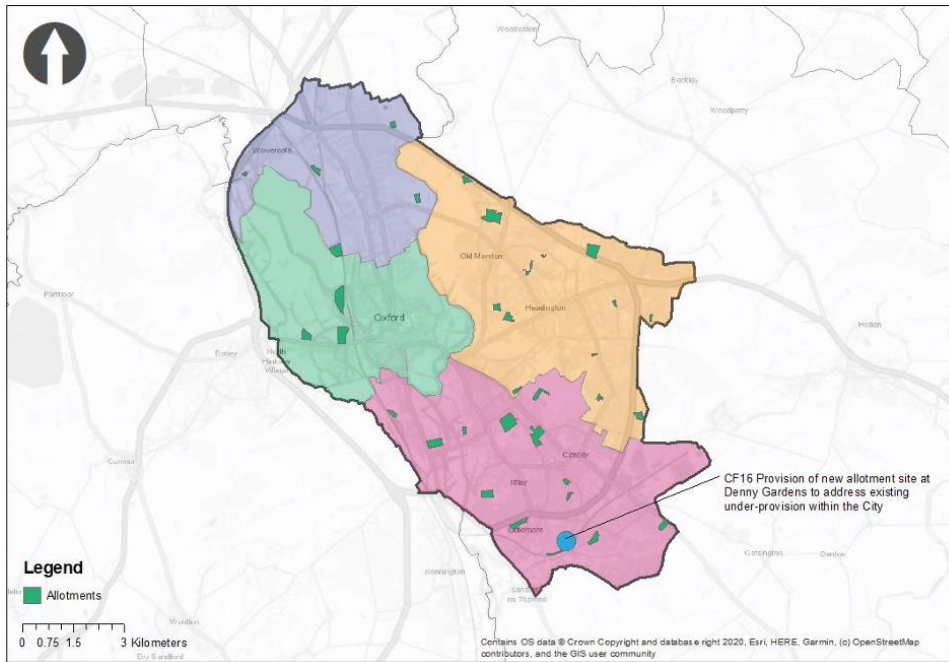 Woodeaton
Beckley
Woodperry
Wolvercote
Old Marston
Headington
Farmoor
Oxford
Holton
Botley
North
Hinksey
Village
Cumnor
Cowley
Iffley
CF16 Provision of new allotment site at
Denny Gardens to address existing
under-provision within the City
Littlemore
Garsington
Denton
Kennington
Legend
Allotments
on Thames
Wootton
0 0.75 1.5 3 Kilometers
Dry Sandford
Contains OS data © Crown Copyright and database right 2020, Esri, HERE, Garmin, (c) OpenStreetMap
contributors, and the GIS user community